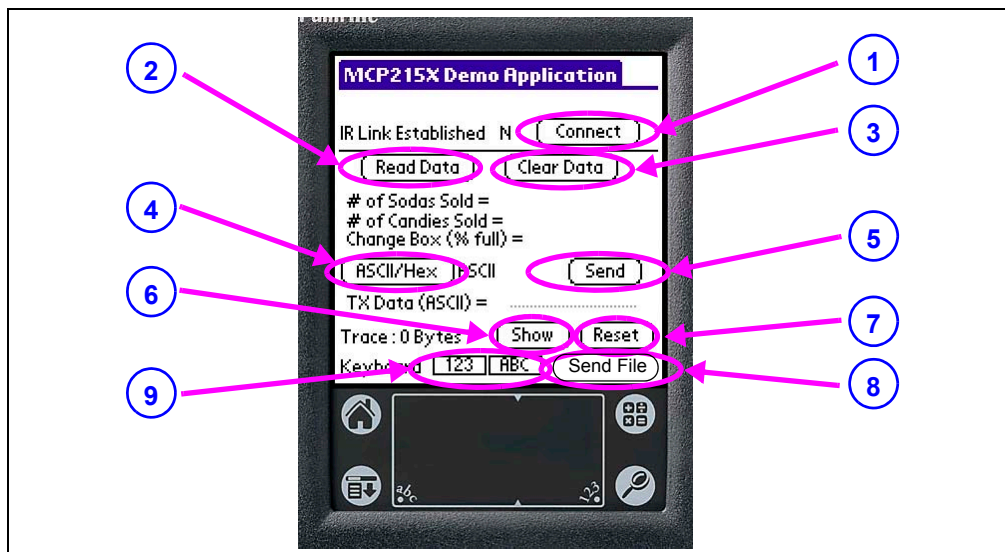 MCP215X Demo Application
2
1
IR Link Established N Connect
3
Read Data Clear Data
# of Sodas Sold =
4
# of Candies Sold =
Change Box (% full) =
5
ASCII/Hex ASCII Send
6
TX Data (ASCII) =
7
Trace: 0 Bytes Show Reset
9
Keyboard 123 ABC Send File
8
abc
123